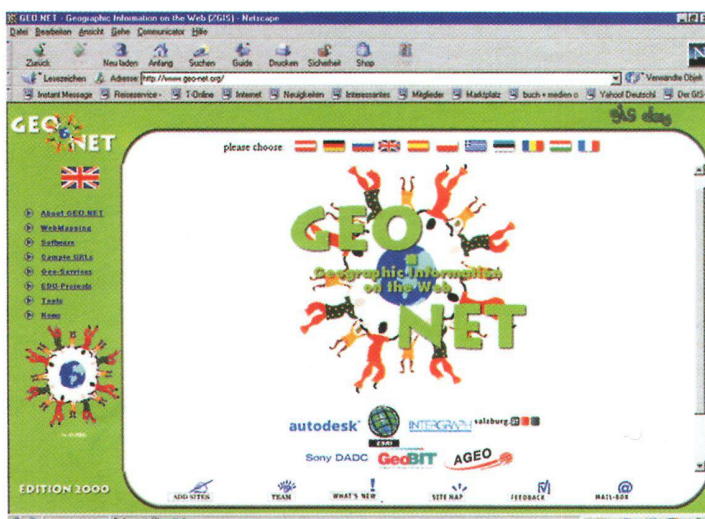 GEO.NET - Geographic Information on the Web (ZGIS) - Netscape
Datei Bearbeiten Ansicht Gehe Communicator Hilfe
Zurück Neu laden Anfang Suchen Guide Drucken Sicherheit Shop
Lesezeichen Adresse: http://www.geo-net.org/ Verwandte Objek
Instant Message Reiseservice - T-Online Internet Neuigkeiten Interessantes Mitglieder Marktplatz buch + medien o Yahoo! Deutschl Der GIS-
GEO NET
gis day
please choose
About GEO.NET
WebMapping
Software
Sample URLs
Geo-Services
EDU-Projects
Tools
News
GEO
Geographic Information
on the Web
NET
autodesk ESRI INTERGRAPH salzburg
Sony DADC GeoBIT AGEO
EDITION 2000
ADD SITES TEAM WHAT'S NEW SITE MAP FEEDBACK MAIL-BOX